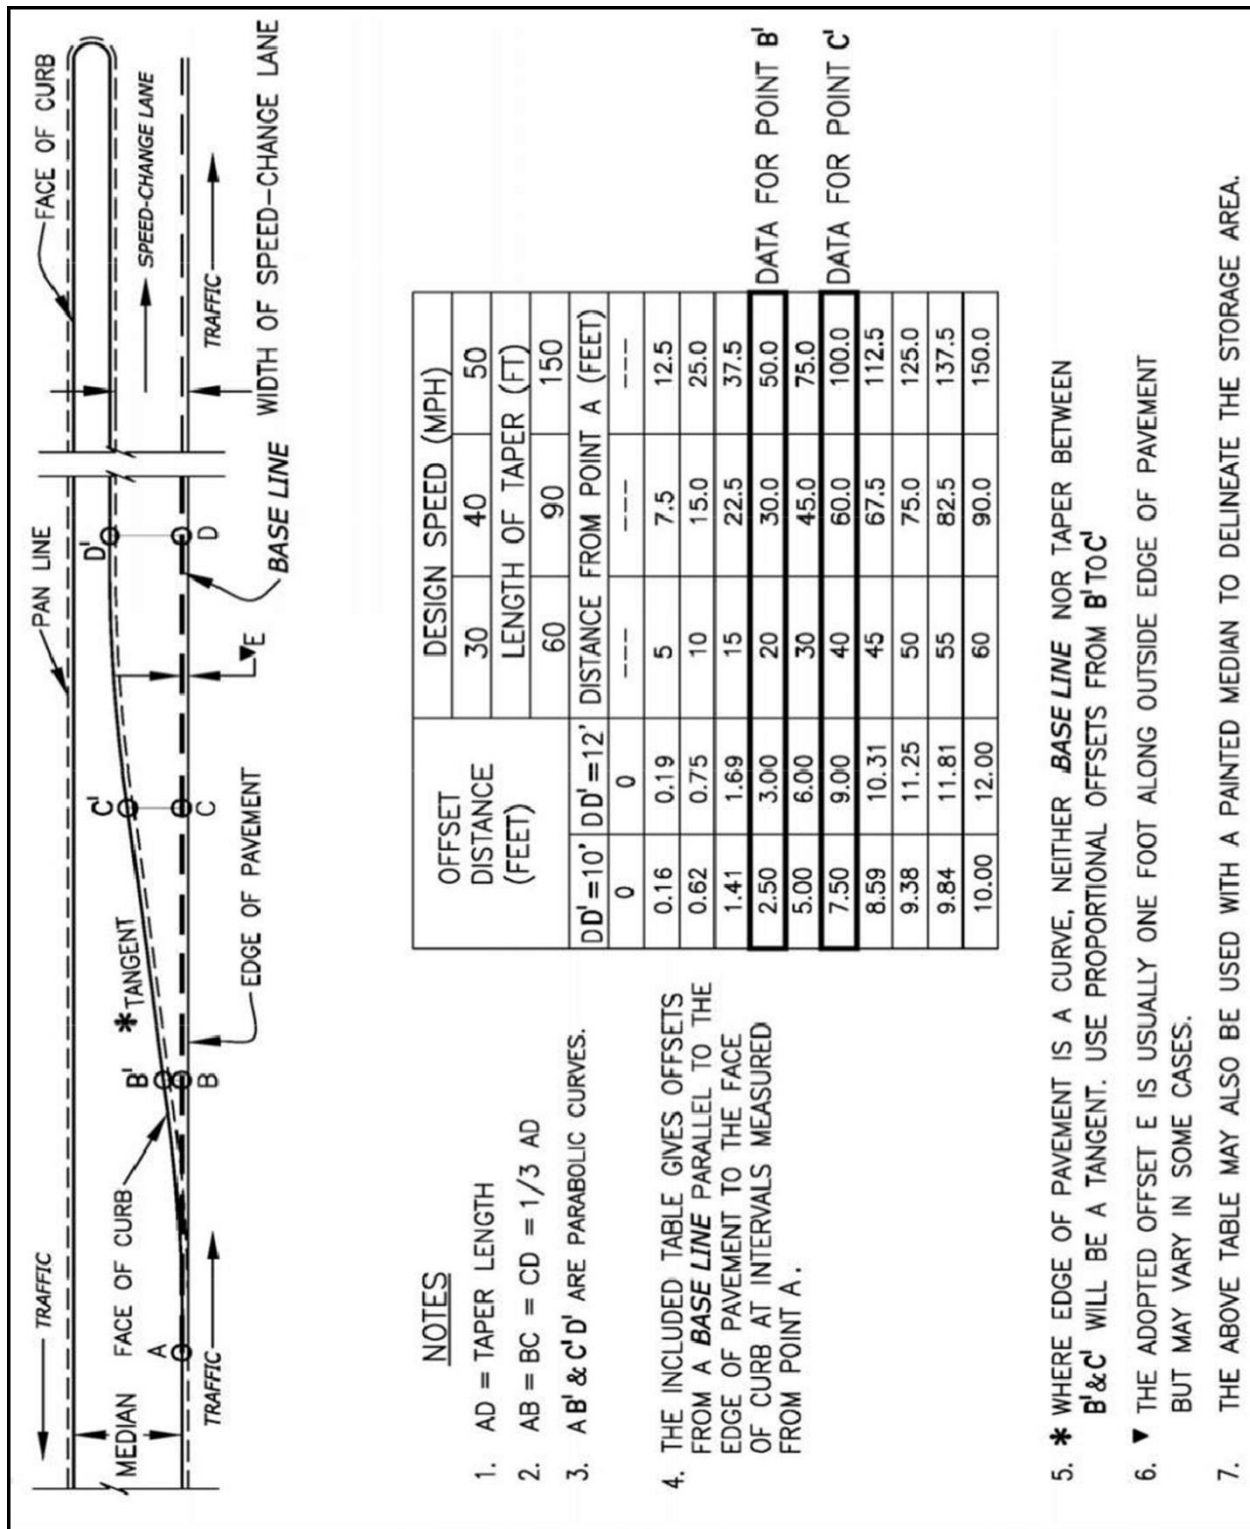 TRAFFIC
PAN LINE
FACE OF CURB
MEDIAN
FACE OF CURB
*TANGENT
SPEED-CHANGE LANE
A
B'
B
C'
C
D'
D
▼E
TRAFFIC
TRAFFIC
EDGE OF PAVEMENT
BASE LINE
WIDTH OF SPEED-CHANGE LANE
NOTES
1. AD = TAPER LENGTH
2. AB = BC = CD = 1/3 AD
3. AB' & C'D' ARE PARABOLIC CURVES.
4. THE INCLUDED TABLE GIVES OFFSETS
FROM A BASE LINE PARALLEL TO THE
EDGE OF PAVEMENT TO THE FACE
OF CURB AT INTERVALS MEASURED
FROM POINT A.
OFFSET
DISTANCE
(FEET)
DESIGN SPEED (MPH)
30 40 50
LENGTH OF TAPER (FT)
60 90 150
DD'=10' DD'=12' DISTANCE FROM POINT A (FEET)
0 0 --- --- ---
0.16 0.19 5 7.5 12.5
0.62 0.75 10 15.0 25.0
1.41 1.69 15 22.5 37.5
2.50 3.00 20 30.0 50.0 DATA FOR POINT B'
5.00 6.00 30 45.0 75.0
7.50 9.00 40 60.0 100.0 DATA FOR POINT C'
8.59 10.31 45 67.5 112.5
9.38 11.25 50 75.0 125.0
9.84 11.81 55 82.5 137.5
10.00 12.00 60 90.0 150.0
5. * WHERE EDGE OF PAVEMENT IS A CURVE, NEITHER BASE LINE NOR TAPER BETWEEN
B'&C' WILL BE A TANGENT. USE PROPORTIONAL OFFSETS FROM B'TOC'
6. ▼ THE ADOPTED OFFSET E IS USUALLY ONE FOOT ALONG OUTSIDE EDGE OF PAVEMENT
BUT MAY VARY IN SOME CASES.
7. THE ABOVE TABLE MAY ALSO BE USED WITH A PAINTED MEDIAN TO DELINEATE THE STORAGE AREA.